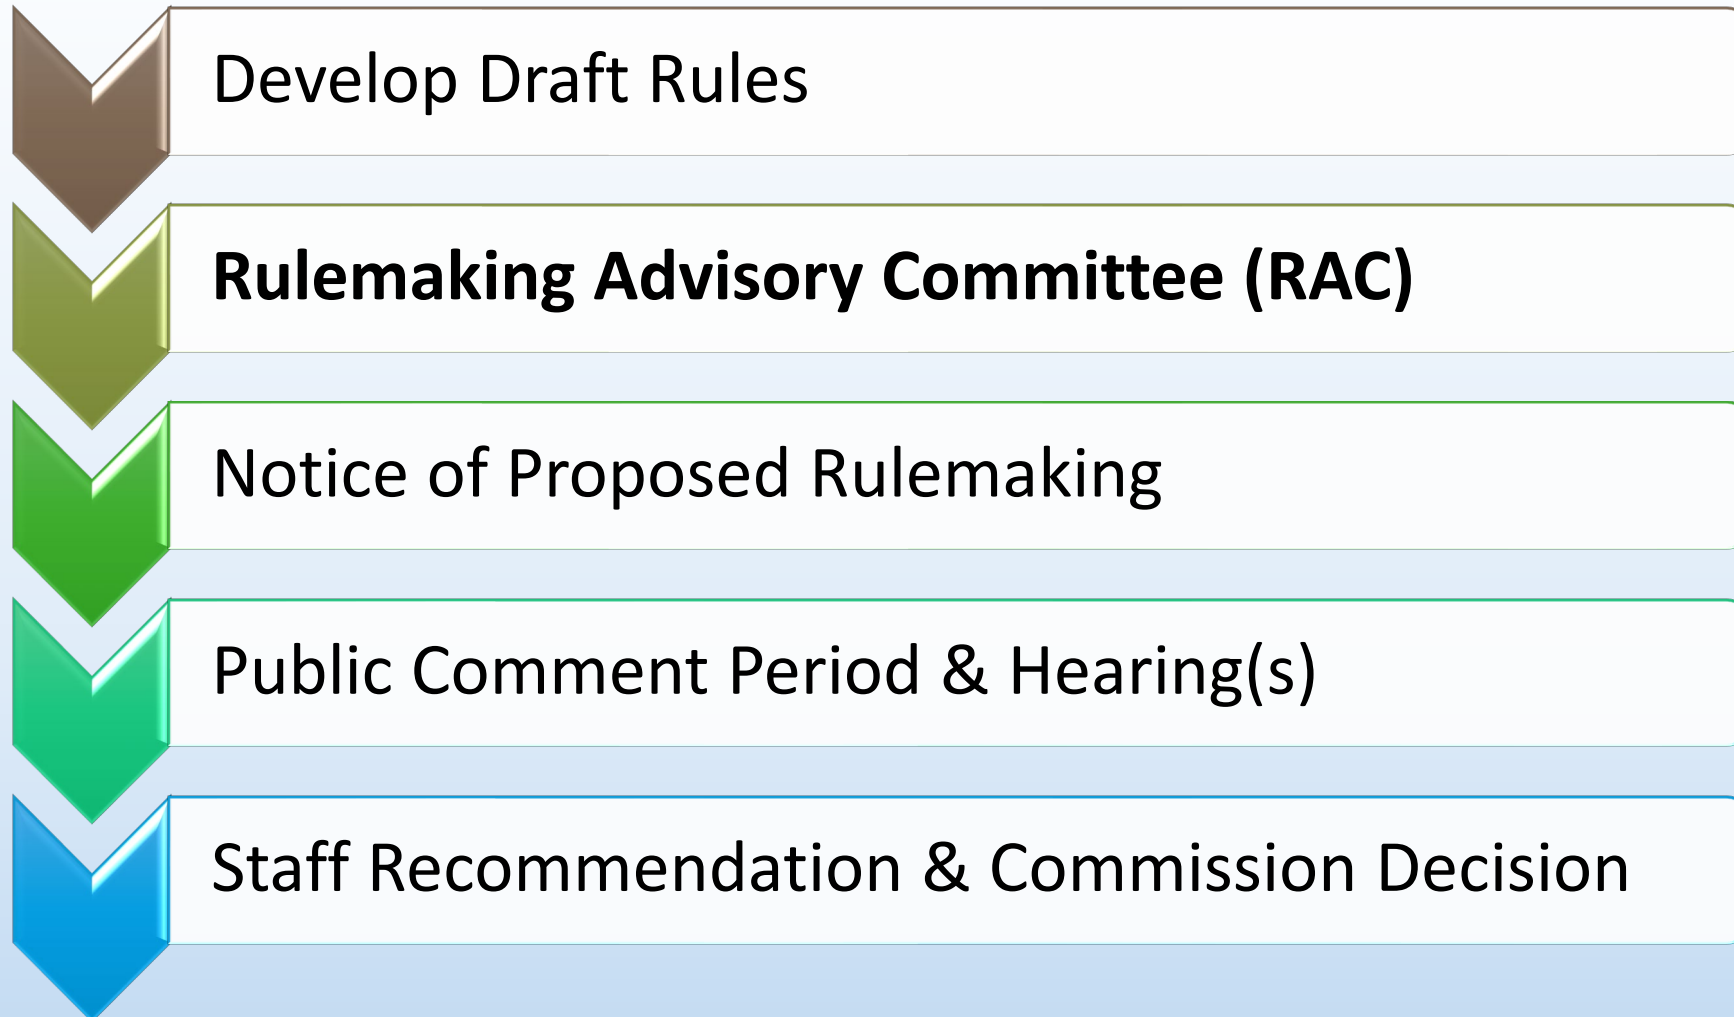 Develop Draft Rules
Rulemaking Advisory Committee (RAC)
Notice of Proposed Rulemaking
Public Comment Period & Hearing(s)
Staff Recommendation & Commission Decision